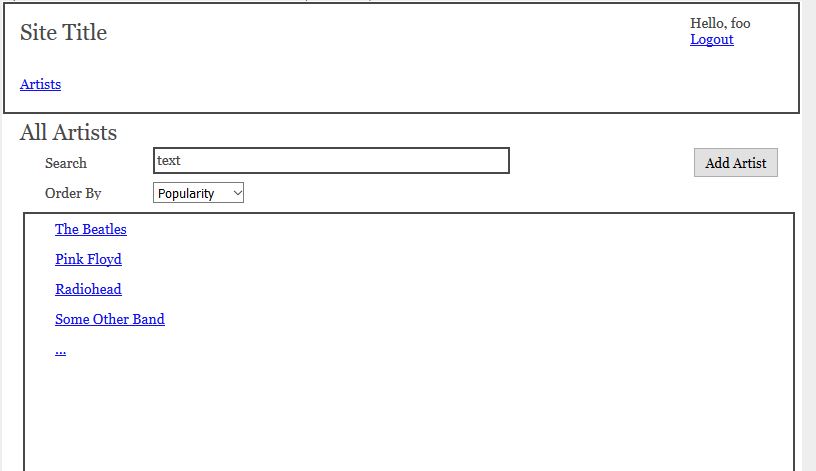 Site Title
Hello, foo
Logout
Artists
All Artists
Search
text
Add Artist
Order By
Popularity
The Beatles
Pink Floyd
Radiohead
Some Other Band
...